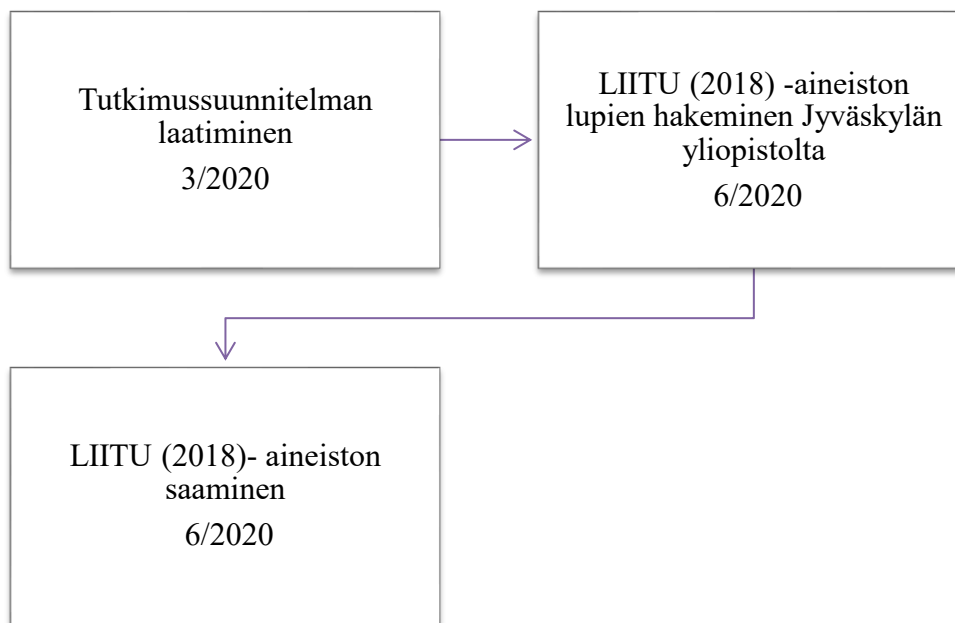 Tutkimussuunnitelman
laatiminen
3/2020
LIITU (2018) -aineiston
lupien hakeminen Jyväskylän
yliopistolta
6/2020
LIITU (2018)- aineiston
saaminen
6/2020